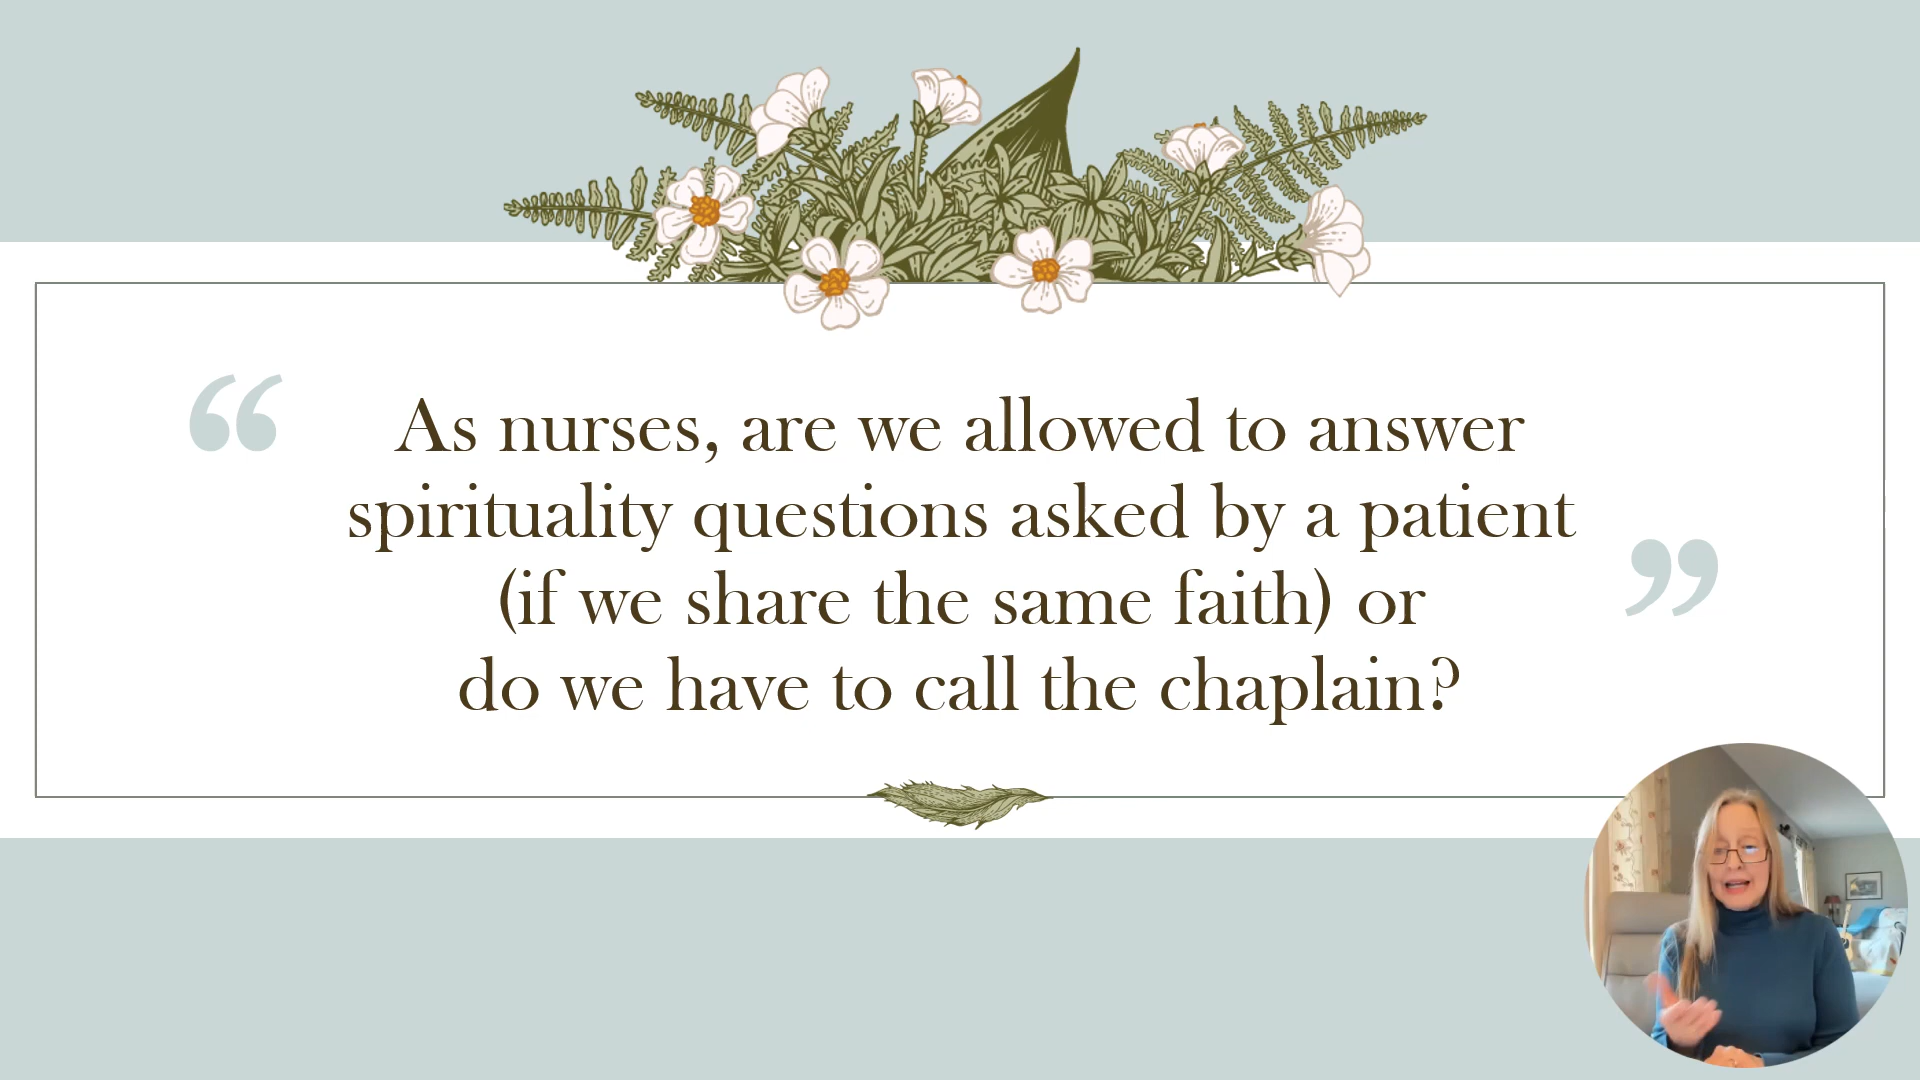 “ As nurses, are we allowed to answer
spirituality questions asked by a patient
(if we share the same faith) or ”
do we have to call the chaplain?